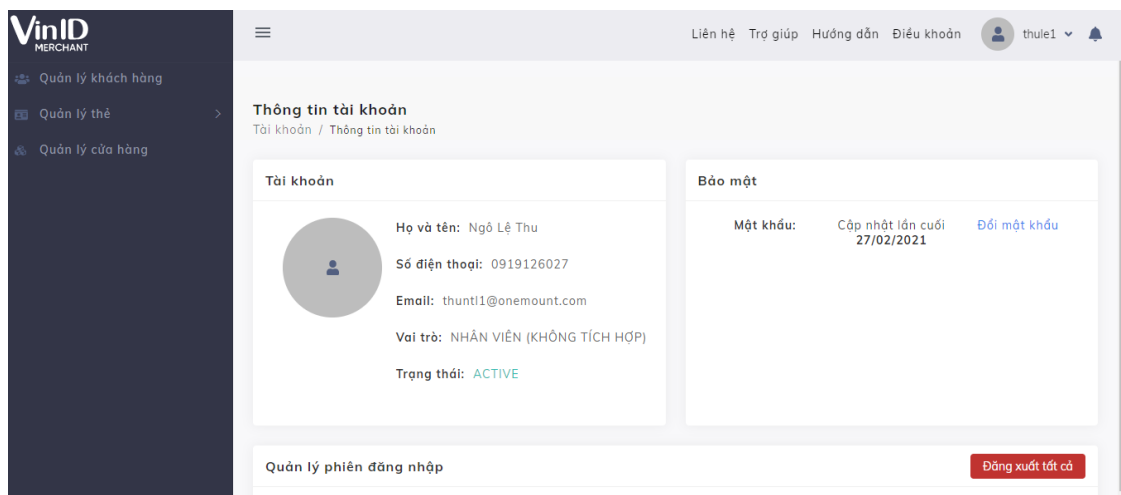 VinID
MERCHANT
Liên hệ Trợ giúp Hướng dẫn Điều khoản thule1
Quản lý khách hàng
Quản lý thẻ
Quản lý cửa hàng
Thông tin tài khoản
Tài khoản / Thông tin tài khoản
Tài khoản
Họ và tên: Ngô Lệ Thu
Số điện thoại: 0919126027
Email: thuntl1@onemount.com
Vai trò: NHÂN VIÊN (KHÔNG TÍCH HỢP)
Trạng thái: ACTIVE
Bảo mật
Mật khẩu: Cập nhật lần cuối Đổi mật khẩu
27/02/2021
Quản lý phiên đăng nhập Đăng xuất tất cả